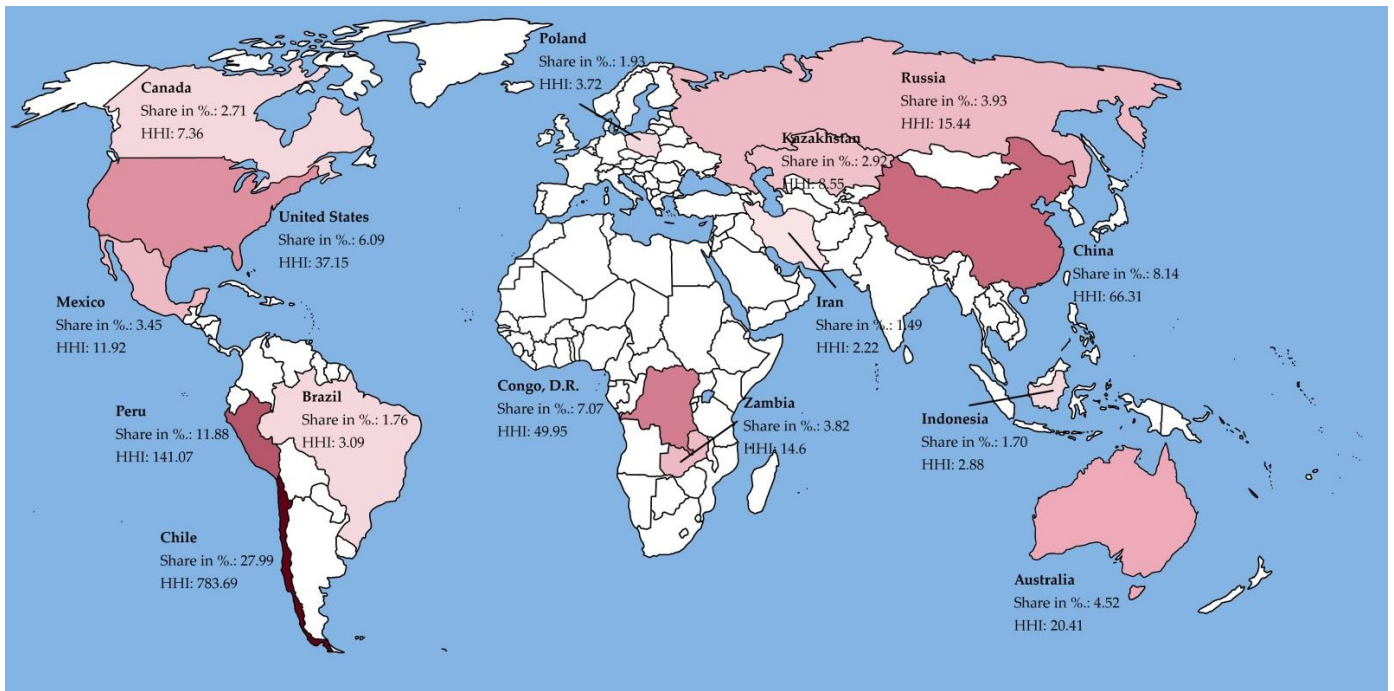 Poland
Share in %.: 1.93
HHI: 3.72
Canada
Share in %.: 2.71
HHI: 7.36
Russia
Share in %.: 3.93
HHI: 15.44
Kazakhstan
Share in %.: 2.92
HHI: 8.55
United States
Share in %.: 6.09
HHI: 37.15
China
Share in %.: 8.14
HHI: 66.31
Mexico
Share in %.: 3.45
HHI: 11.92
Iran
Share in %.: 1.49
HHI: 2.22
Congo, D.R.
Share in %.: 7.07
HHI: 49.95
Brazil
Share in %.: 1.76
HHI: 3.09
Zambia
Share in %.: 3.82
HHI: 14.6
Peru
Share in %.: 11.88
HHI: 141.07
Indonesia
Share in %.: 1.70
HHI: 2.88
Chile
Share in %.: 27.99
HHI: 783.69
Australia
Share in %.: 4.52
HHI: 20.41